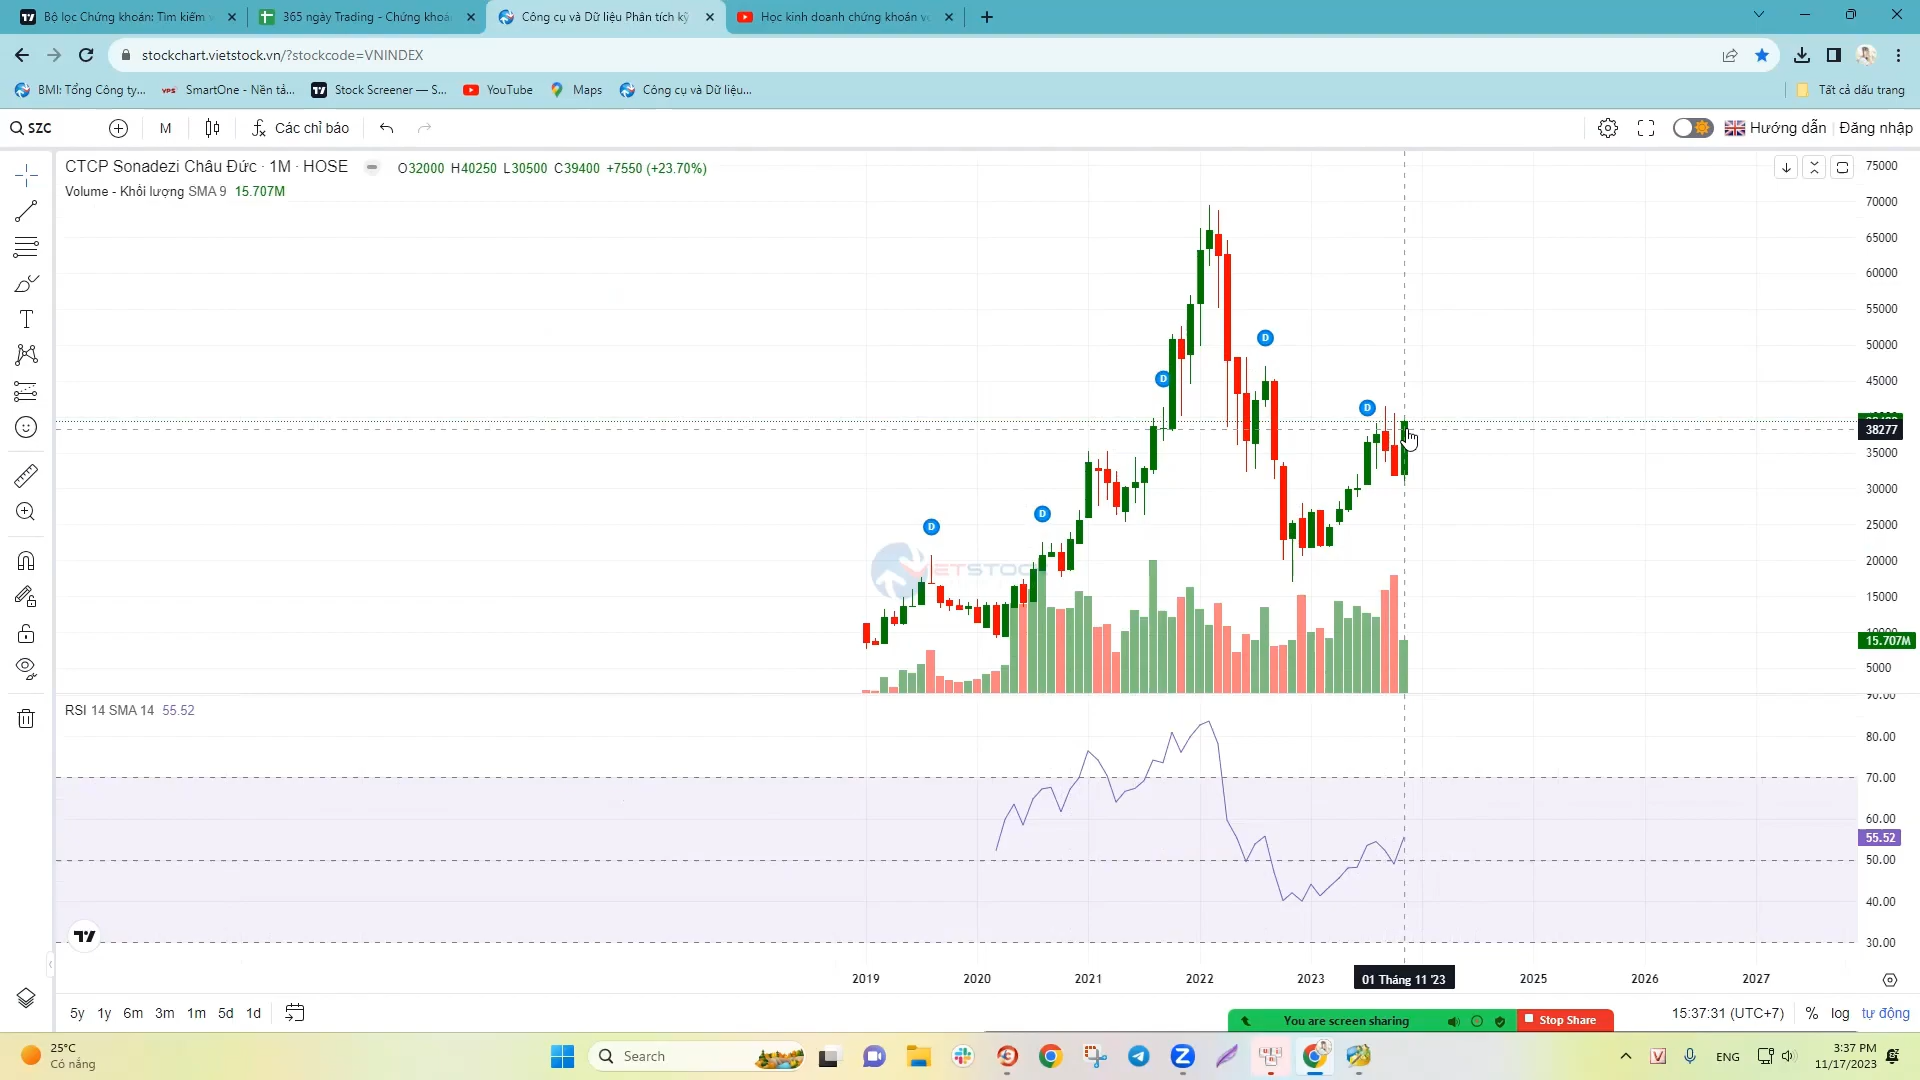 Bộ lọc Chứng khoán: Tìm kiếm
365 ngày Trading - Chứng khoá
Công cụ và Dữ liệu Phân tích kỹ
Học kinh doanh chứng khoán v
stockchart.vietstock.vn/?stockcode=VNINDEX
BMI: Tổng Công ty...
VPS
SmartOne - Nền tả...
Stock Screener — S...
YouTube
Maps
Công cụ và Dữ liệu...
Tất cả dấu trang
SZC
M
Các chỉ báo
Hướng dẫn
Đăng nhập
CTCP Sonadezi Châu Đức · 1M · HOSE
O32000 H40250 L30500 C39400 +7550 (+23.70%)
Volume - Khối lượng SMA 9 15.707M
75000
70000
65000
60000
55000
50000
45000
38277
35000
30000
25000
20000
15000
15.707M
5000
D
D
D
D
D
RSI 14 SMA 14 55.52
90.00
80.00
70.00
60.00
55.52
50.00
40.00
30.00
2019
2020
2021
2022
2023
01 Tháng 11 '23
2025
2026
2027
5y
1y
6m
3m
1m
5d
1d
You are screen sharing
Stop Share
15:37:31 (UTC+7)
%
log
tự động
25°C
Có nắng
Search
ENG
3:37 PM
11/17/2023